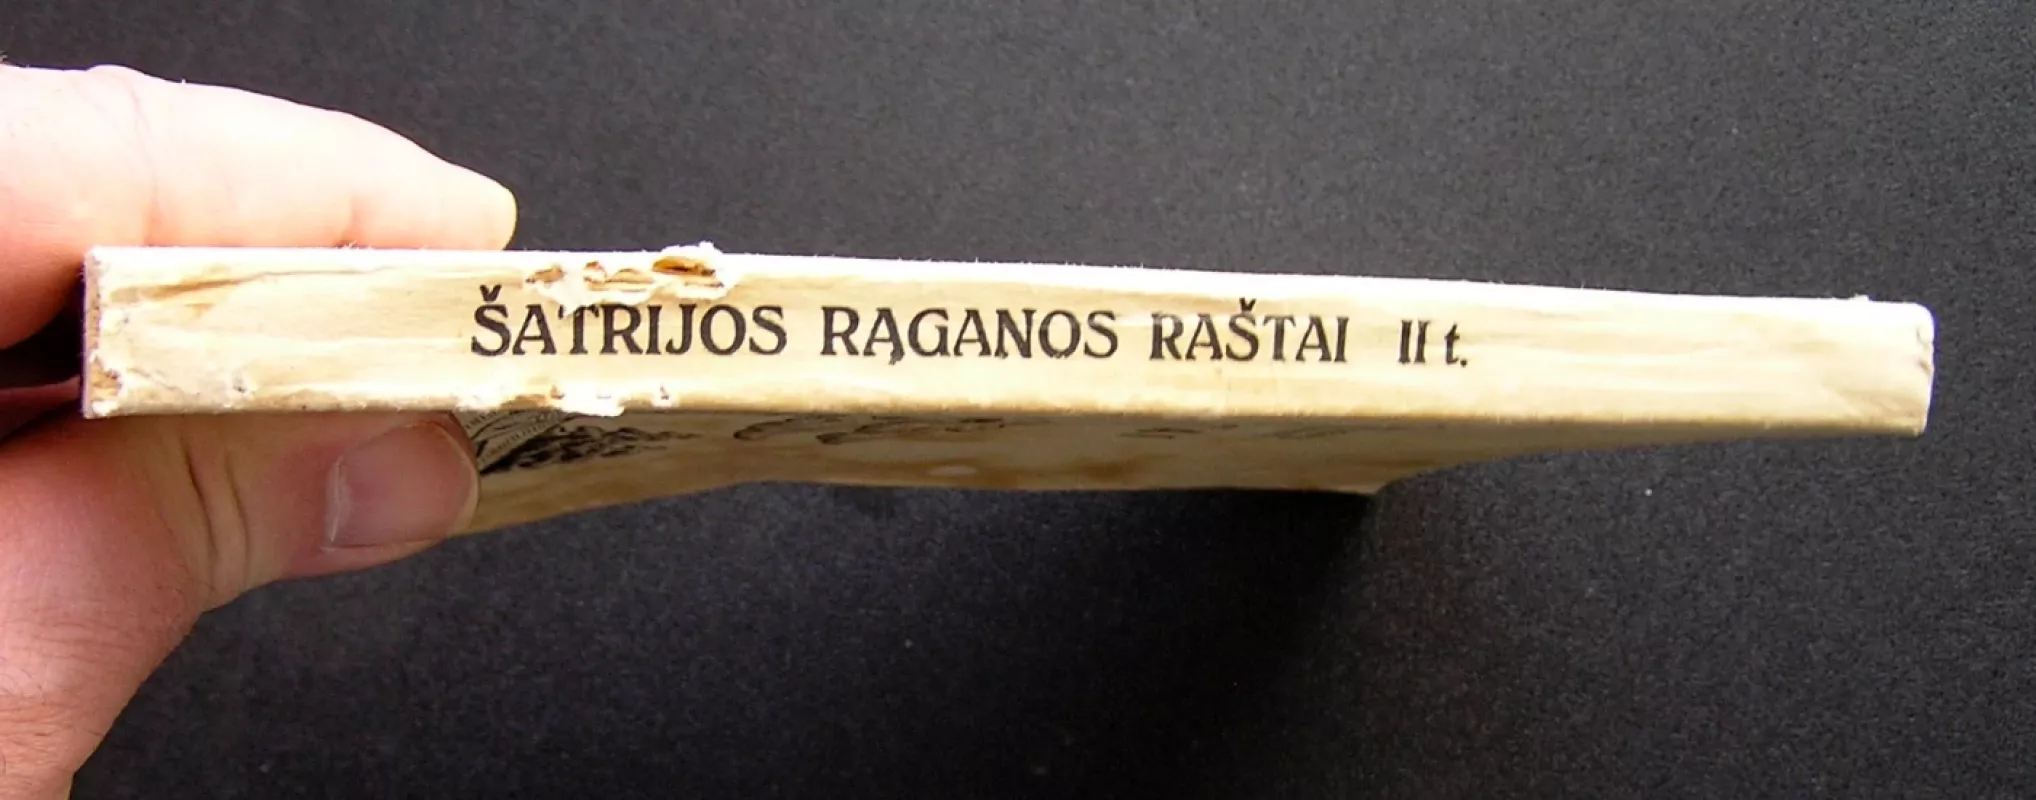 ŠATRIJOS RĄGANOS RAŠTAI II t.